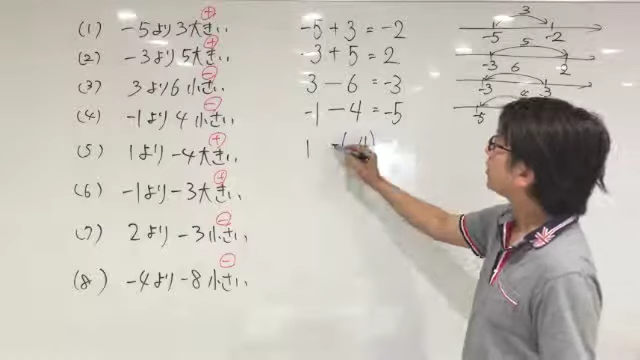 (1) -5より3大きい ⊕ -5+3=-2
(2) -3より5大きい ⊕ -3+5=2
(3) 3より6小さい ⊖ 3-6=-3
(4) -1より4小さい ⊖ -1-4=-5
(5) 1より-4大きい ⊕ 1
(6) -1より-3大きい ⊕
(7) 2より-3小さい ⊖
(8) -4より-8小さい ⊖
3
-5 -2
5
-3 2
6
-3 3
-5